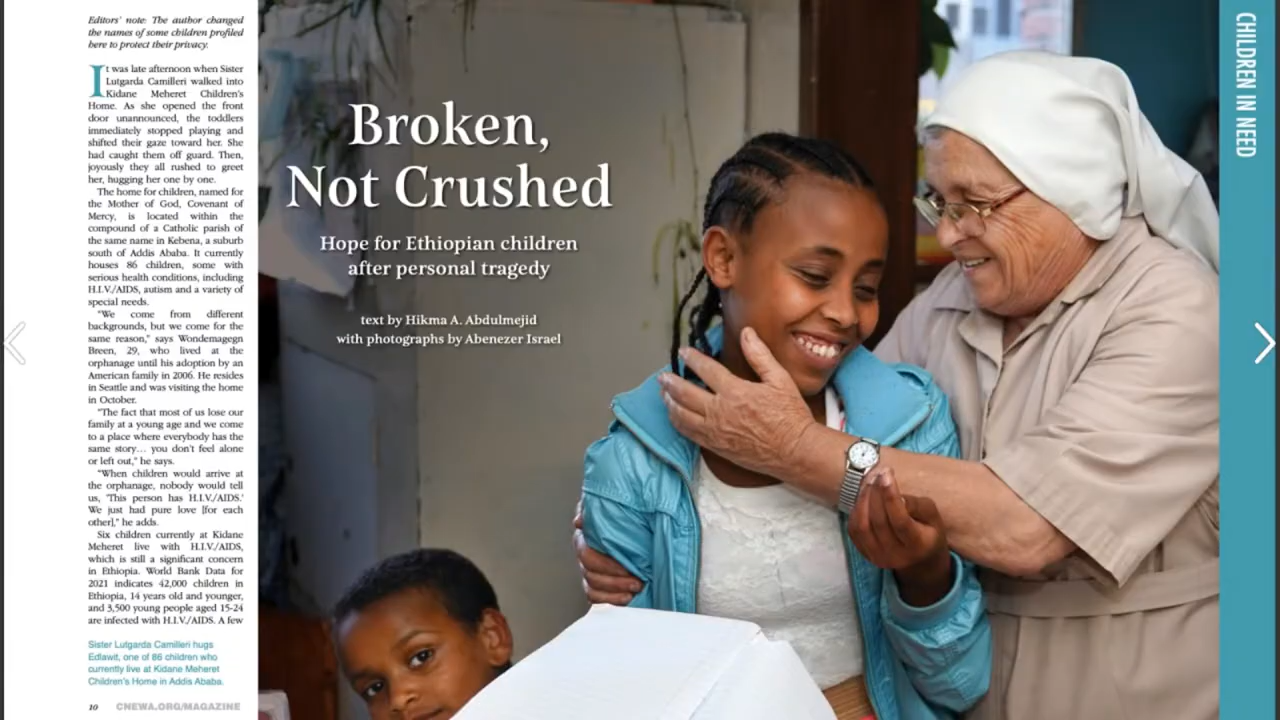 Editors' note: The author changed
the names of some children profiled
here to protect their privacy.
It was late afternoon when Sister
Lutgarda Camilleri walked into
Kidane Meheret Children's
Home. As she opened the front
door unannounced, the toddlers
immediately stopped playing and
shifted their gaze toward her. She
had caught them off guard. Then,
joyously they all rushed to greet
her, hugging her one by one.
The home for children, named for
the Mother of God, Covenant of
Mercy, is located within the
compound of a Catholic parish of
the same name in Kebena, a suburb
south of Addis Ababa. It currently
houses 86 children, some with
serious health conditions, including
H.I.V./AIDS, autism and a variety of
special needs.
"We come from different
backgrounds, but we come for the
same reason," says Wondemagegn
Breen, 29, who lived at the
orphanage until his adoption by an
American family in 2006. He resides
in Seattle and was visiting the home
in October.
"The fact that most of us lose our
family at a young age and we come
to a place where everybody has the
same story… you don't feel alone
or left out," he says.
"When children would arrive at
the orphanage, nobody would tell
us, 'This person has H.I.V./AIDS.'
We just had pure love [for each
other]," he adds.
Six children currently at Kidane
Meheret live with H.I.V./AIDS,
which is still a significant concern
in Ethiopia. World Bank Data for
2021 indicates 42,000 children in
Ethiopia, 14 years old and younger,
and 3,500 young people aged 15-24
are infected with H.I.V./AIDS. A few
Sister Lutgarda Camilleri hugs
Edlawit, one of 86 children who
currently live at Kidane Meheret
Children's Home in Addis Ababa.
10 CNEWA.ORG/MAGAZINE
Broken,
Not Crushed
Hope for Ethiopian children
after personal tragedy
text by Hikma A. Abdulmejid
with photographs by Abenezer Israel
CHILDREN IN NEED